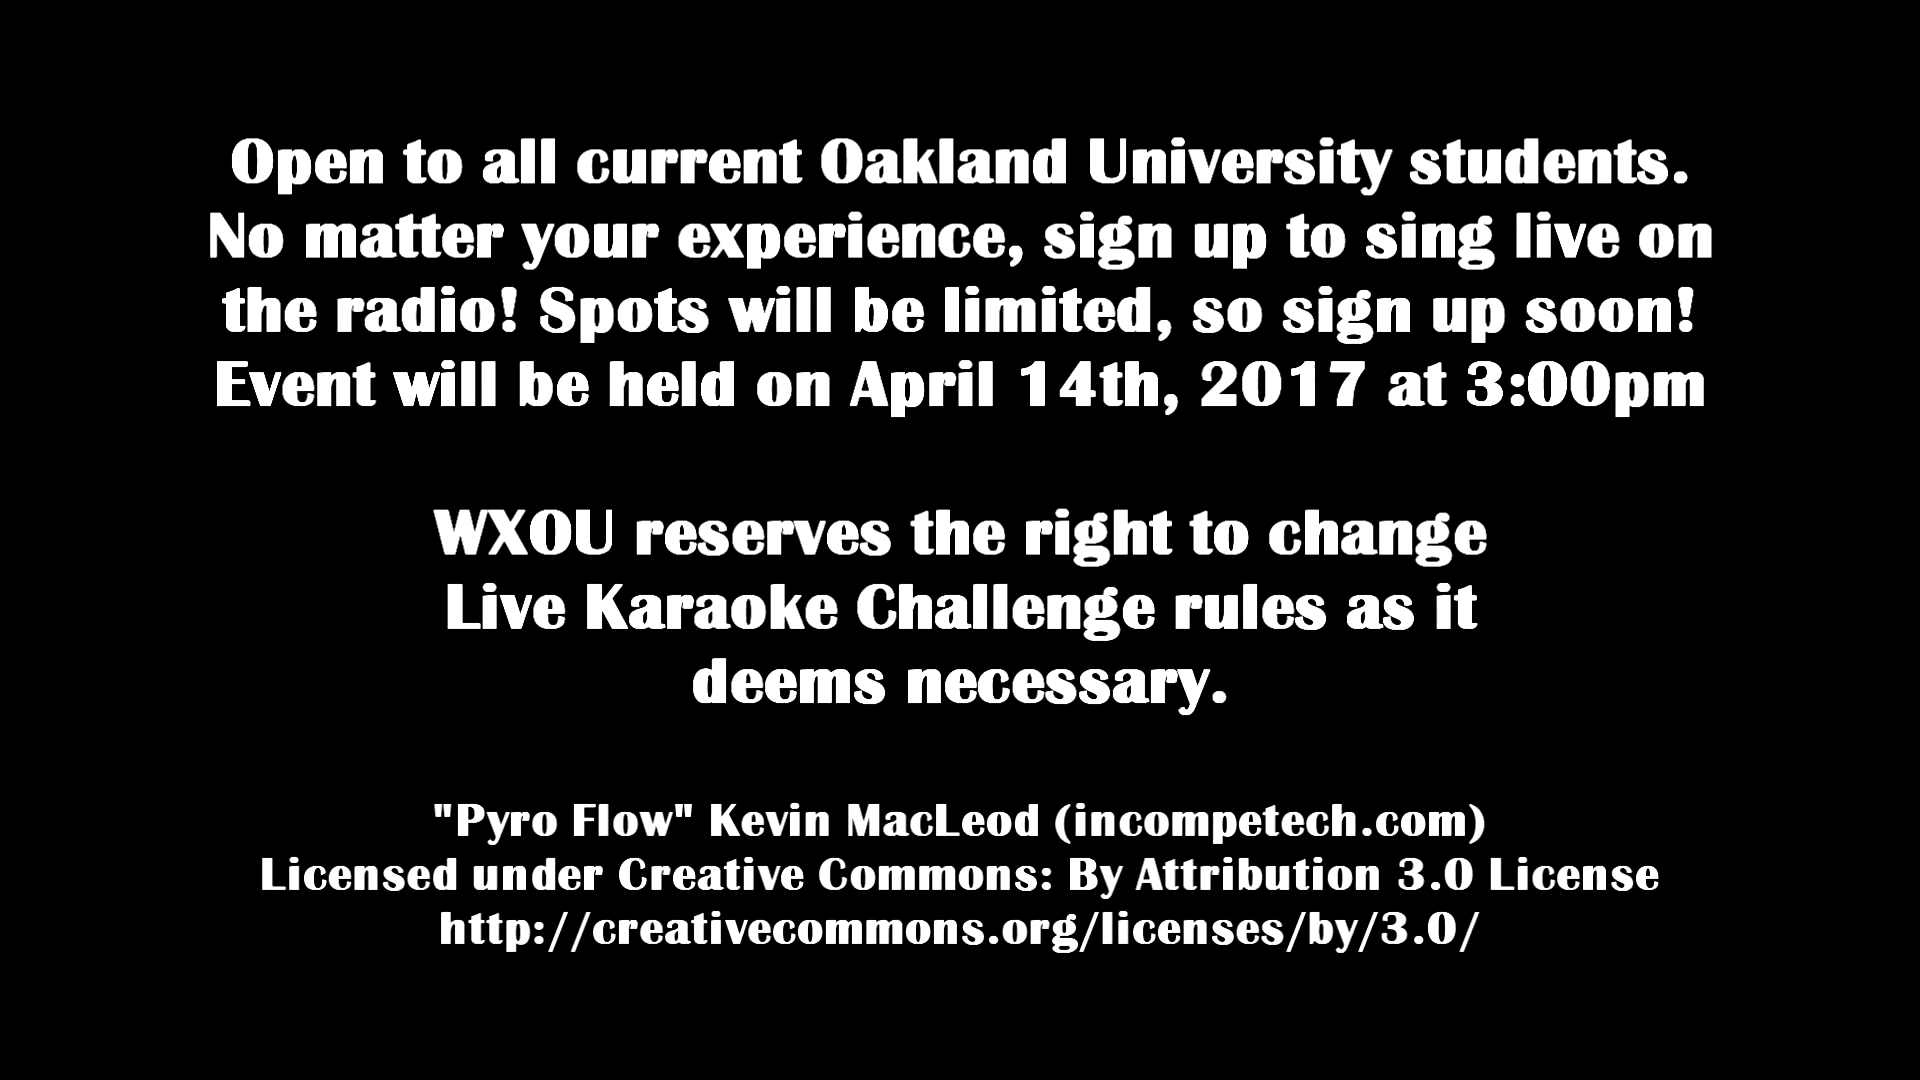 Open to all current Oakland University students.
No matter your experience, sign up to sing live on
the radio! Spots will be limited, so sign up soon!
Event will be held on April 14th, 2017 at 3:00pm
WXOU reserves the right to change
Live Karaoke Challenge rules as it
deems necessary.
"Pyro Flow" Kevin MacLeod (incompetech.com)
Licensed under Creative Commons: By Attribution 3.0 License
http://creativecommons.org/licenses/by/3.0/